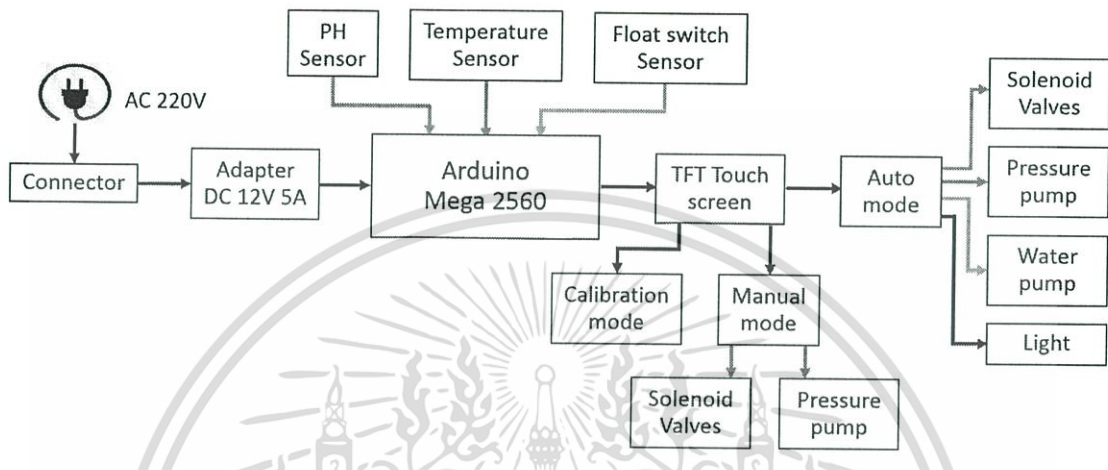 PH
Sensor
Temperature
Sensor
Float switch
Sensor
AC 220V
Connector
Adapter
DC 12V 5A
Arduino
Mega 2560
TFT Touch
screen
Auto
mode
Solenoid
Valves
Pressure
pump
Water
pump
Light
Calibration
mode
Manual
mode
Solenoid
Valves
Pressure
pump